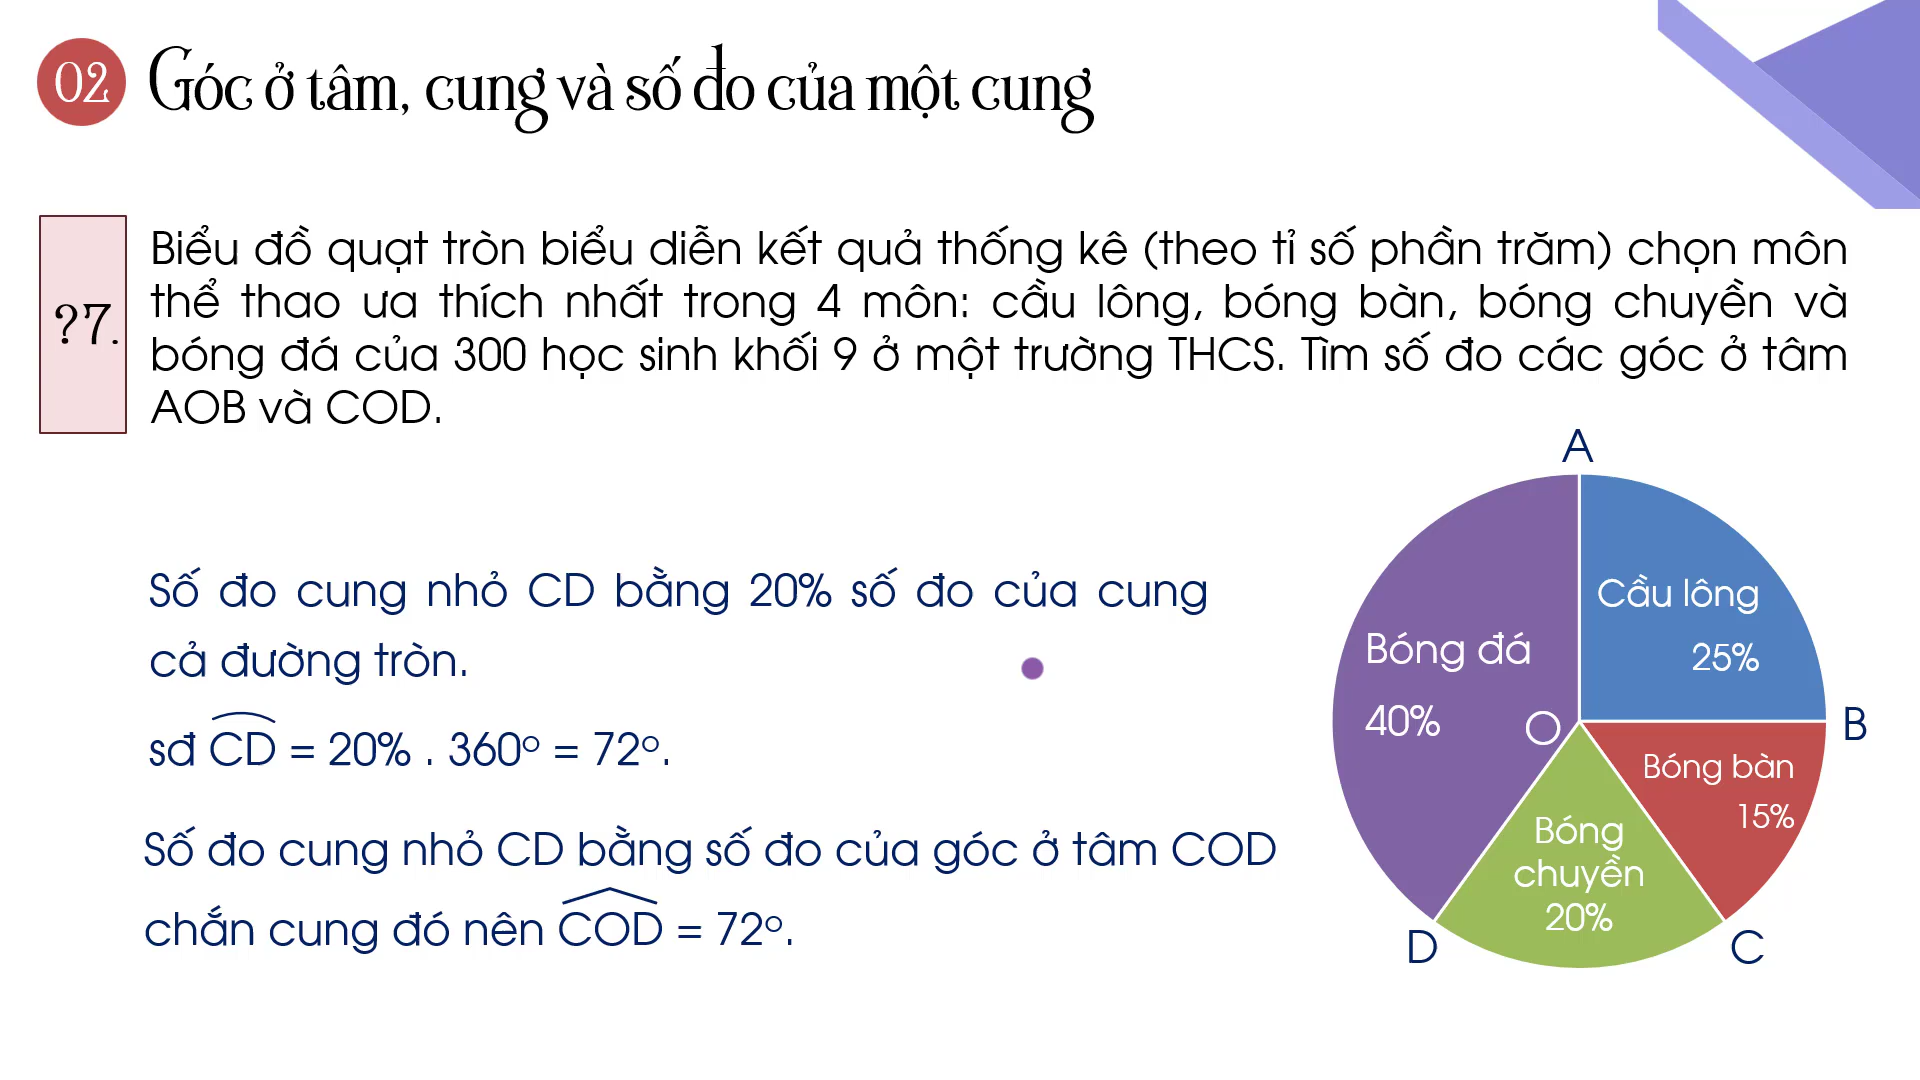 02 Góc ở tâm, cung và số đo của một cung
?7.
Biểu đồ quạt tròn biểu diễn kết quả thống kê (theo tỉ số phần trăm) chọn môn
thể thao ưa thích nhất trong 4 môn: cầu lông, bóng bàn, bóng chuyền và
bóng đá của 300 học sinh khối 9 ở một trường THCS. Tìm số đo các góc ở tâm
AOB và COD.
Số đo cung nhỏ CD bằng 20% số đo của cung
cả đường tròn.
sđ CD = 20% . 360° = 72°.
Số đo cung nhỏ CD bằng số đo của góc ở tâm COD
chắn cung đó nên COD = 72°.
A
Cầu lông
25%
Bóng đá
40%
O
B
Bóng bàn
15%
Bóng
chuyền
20%
D
C